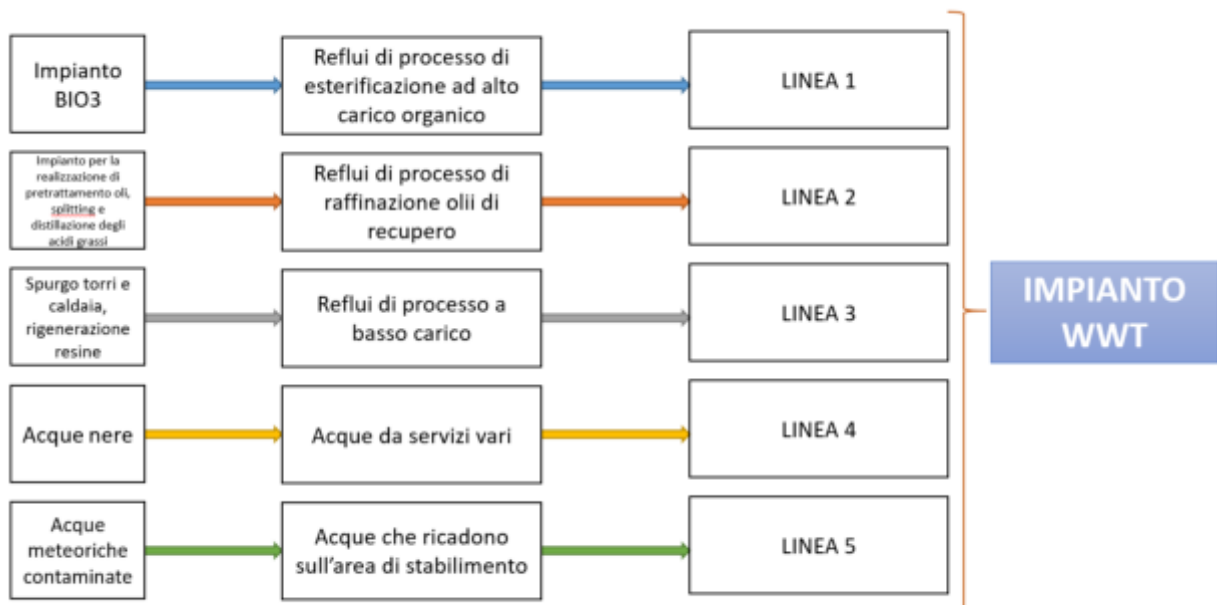 Impianto
BIO3
Reflui di processo di
esterificazione ad alto
carico organico
LINEA 1
Impianto per la
realizzazione di
pretrattamento oli,
splitting e
distillazione degli
acidi grassi
Reflui di processo di
raffinazione olii di
recupero
LINEA 2
Spurgo torri e
caldaia,
rigenerazione
resine
Reflui di processo a
basso carico
LINEA 3
IMPIANTO
WWT
Acque nere
Acque da servizi vari
LINEA 4
Acque
meteoriche
contaminate
Acque che ricadono
sull'area di stabilimento
LINEA 5